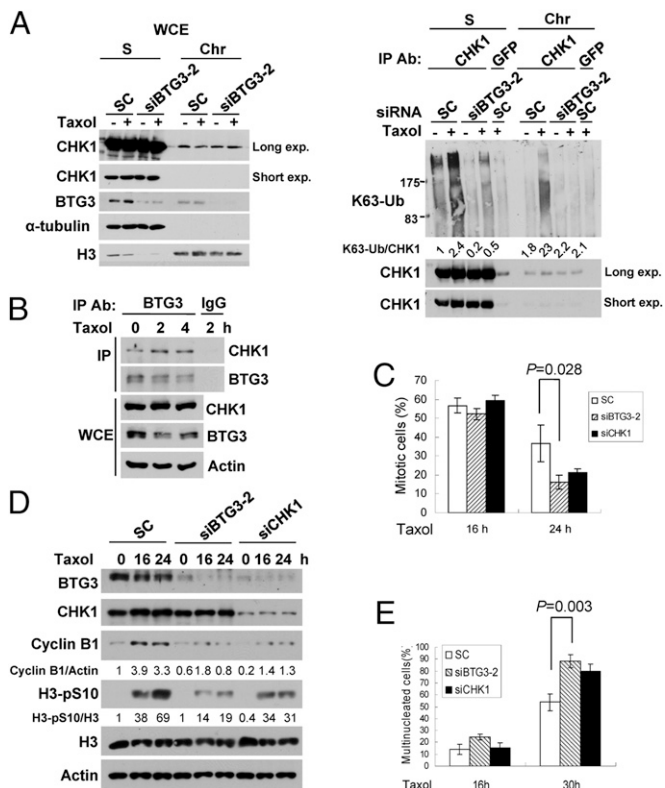 A
WCE
S Chr
SC siBTG3-2 SC siBTG3-2
Taxol - + - + - + - +
CHK1 Long exp.
CHK1 Short exp.
BTG3
α-tubulin
H3
S Chr
IP Ab: CHK1 GFP CHK1 GFP
siRNA SC siBTG3-2 SC SC siBTG3-2 SC
Taxol - + - + + - + - + +
K63-Ub
175
83
K63-Ub/CHK1 1 2.4 0.2 0.5 1.8 23 2.2 2.1
CHK1 Long exp.
CHK1 Short exp.
B
IP Ab: BTG3 IgG
Taxol 0 2 4 2 h
IP
CHK1
BTG3
WCE
CHK1
BTG3
Actin
C
P=0.028
Mitotic cells (%)
70
60
50
40
30
20
10
0
SC
siBTG3-2
siCHK1
Taxol 16 h 24 h
D
SC siBTG3-2 siCHK1
Taxol 0 16 24 0 16 24 0 16 24 h
BTG3
CHK1
Cyclin B1
Cyclin B1/Actin 1 3.9 3.3 0.6 1.8 0.8 0.2 1.4 1.3
H3-pS10
H3-pS10/H3 1 38 69 1 14 19 0.4 34 31
H3
Actin
E
P=0.003
Multinucleated cells(%
100
90
80
70
60
50
40
30
20
10
0
SC
siBTG3-2
siCHK1
Taxol 16h 30h